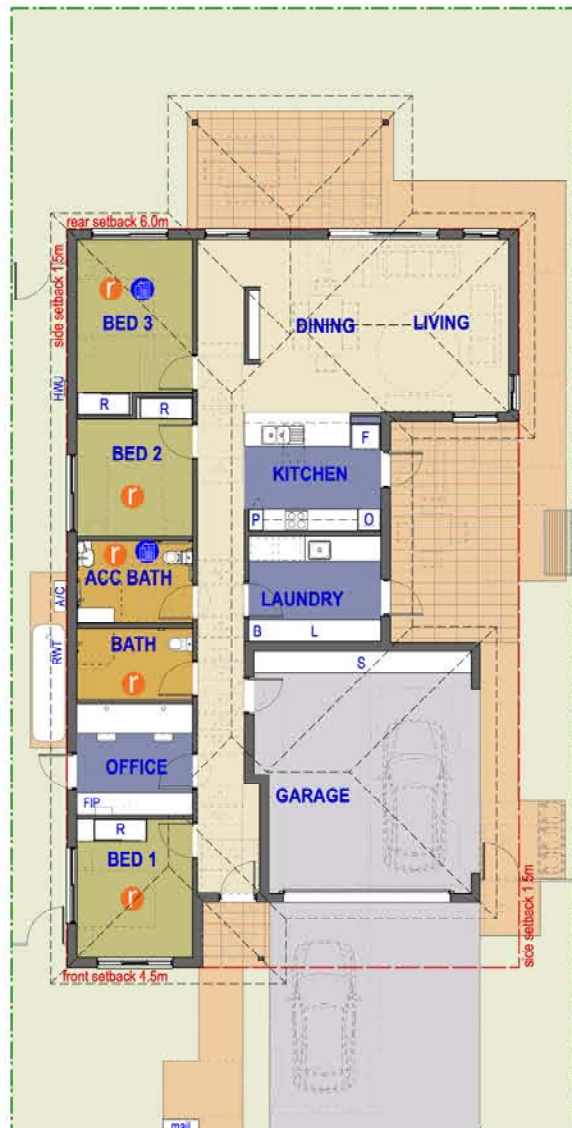 rear setback 6.0m
side setback 1.5m
r
BED 3
DINING
LIVING
HWU
R
R
BED 2
F
KITCHEN
r
P
O
r
ACC BATH
A/C
LAUNDRY
BATH
RWT
B
L
r
S
OFFICE
GARAGE
FIP
R
BED 1
r
side setback 1.5m
front setback 4.5m
mail